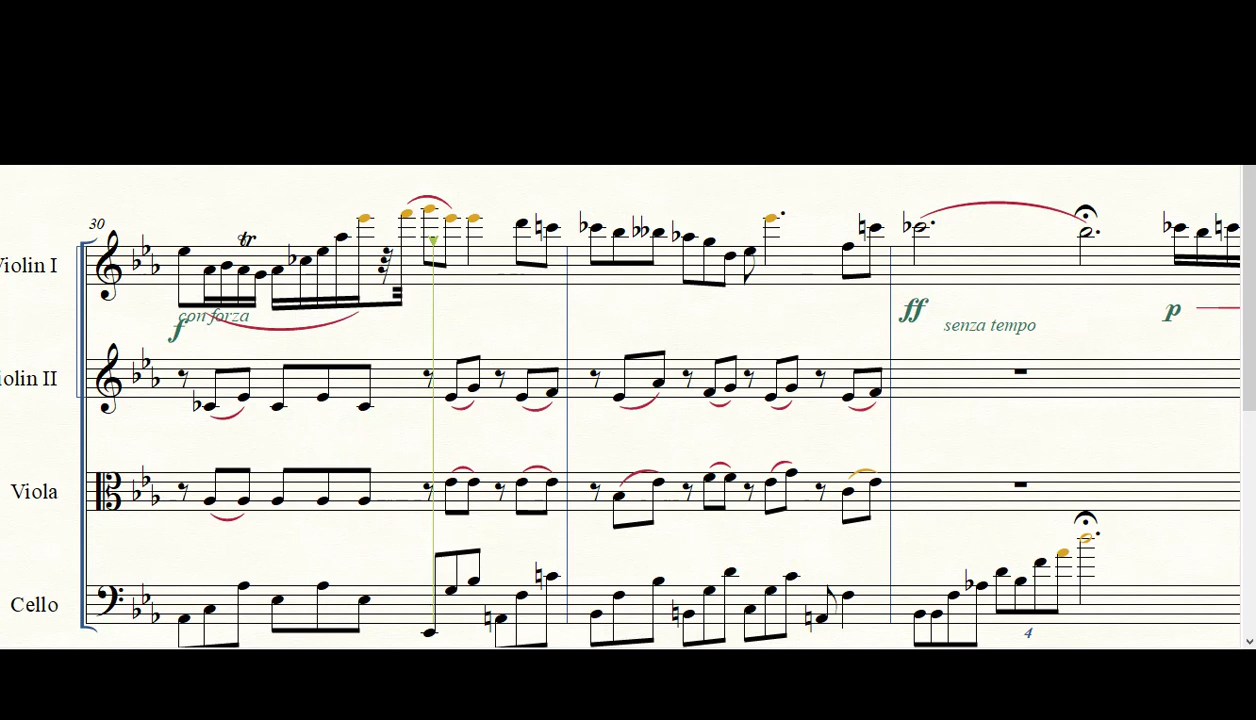 30
tr
Violin I
con forza
f
ff
senza tempo
p
iolin II
Viola
Cello
4